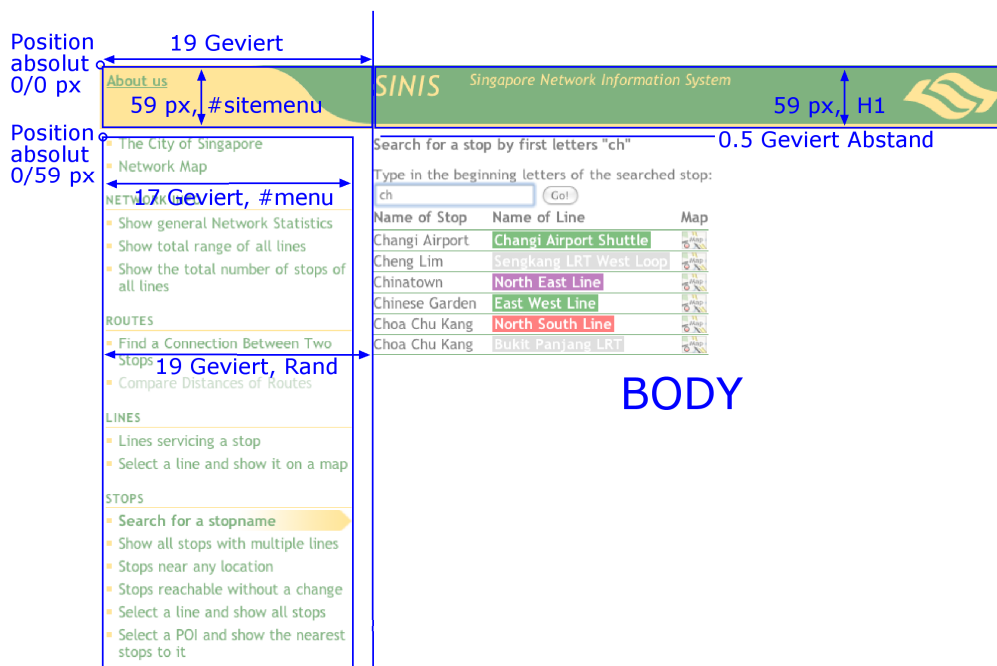 Position
absolut
0/0 px
19 Geviert
About us
59 px, #sitemenu
SINIS
Singapore Network Information System
59 px, H1
Position
absolut
0/59 px
0.5 Geviert Abstand
The City of Singapore
Network Map
17 Geviert, #menu
NETWORK INFO
Show general Network Statistics
Show total range of all lines
Show the total number of stops of
all lines
ROUTES
Find a Connection Between Two
Stops
19 Geviert, Rand
Compare Distances of Routes
LINES
Lines servicing a stop
Select a line and show it on a map
STOPS
Search for a stopname
Show all stops with multiple lines
Stops near any location
Stops reachable without a change
Select a line and show all stops
Select a POI and show the nearest
stops to it
Search for a stop by first letters "ch"
Type in the beginning letters of the searched stop:
ch Go!
Name of Stop Name of Line Map
Changi Airport Changi Airport Shuttle Map
Cheng Lim Sengkang LRT West Loop Map
Chinatown North East Line Map
Chinese Garden East West Line Map
Choa Chu Kang North South Line Map
Choa Chu Kang Bukit Panjang LRT Map
BODY